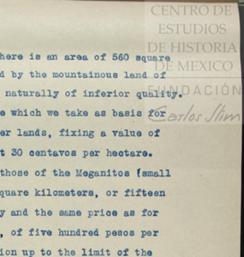 CENTRO DE
ESTUDIOS
DE HISTORIA
DE MEXICO
FUNDACIÓN
Carlos Slim
here is an area of 560 square
d by the mountainous land of
naturally of inferior quality.
e which we take as basis for
er lands, fixing a value of
t 30 centavos per hectare.
those of the Meganitos (small
quare kilometers, or fifteen
y and the same price as for
, of five hundred pesos per
ion up to the limit of the